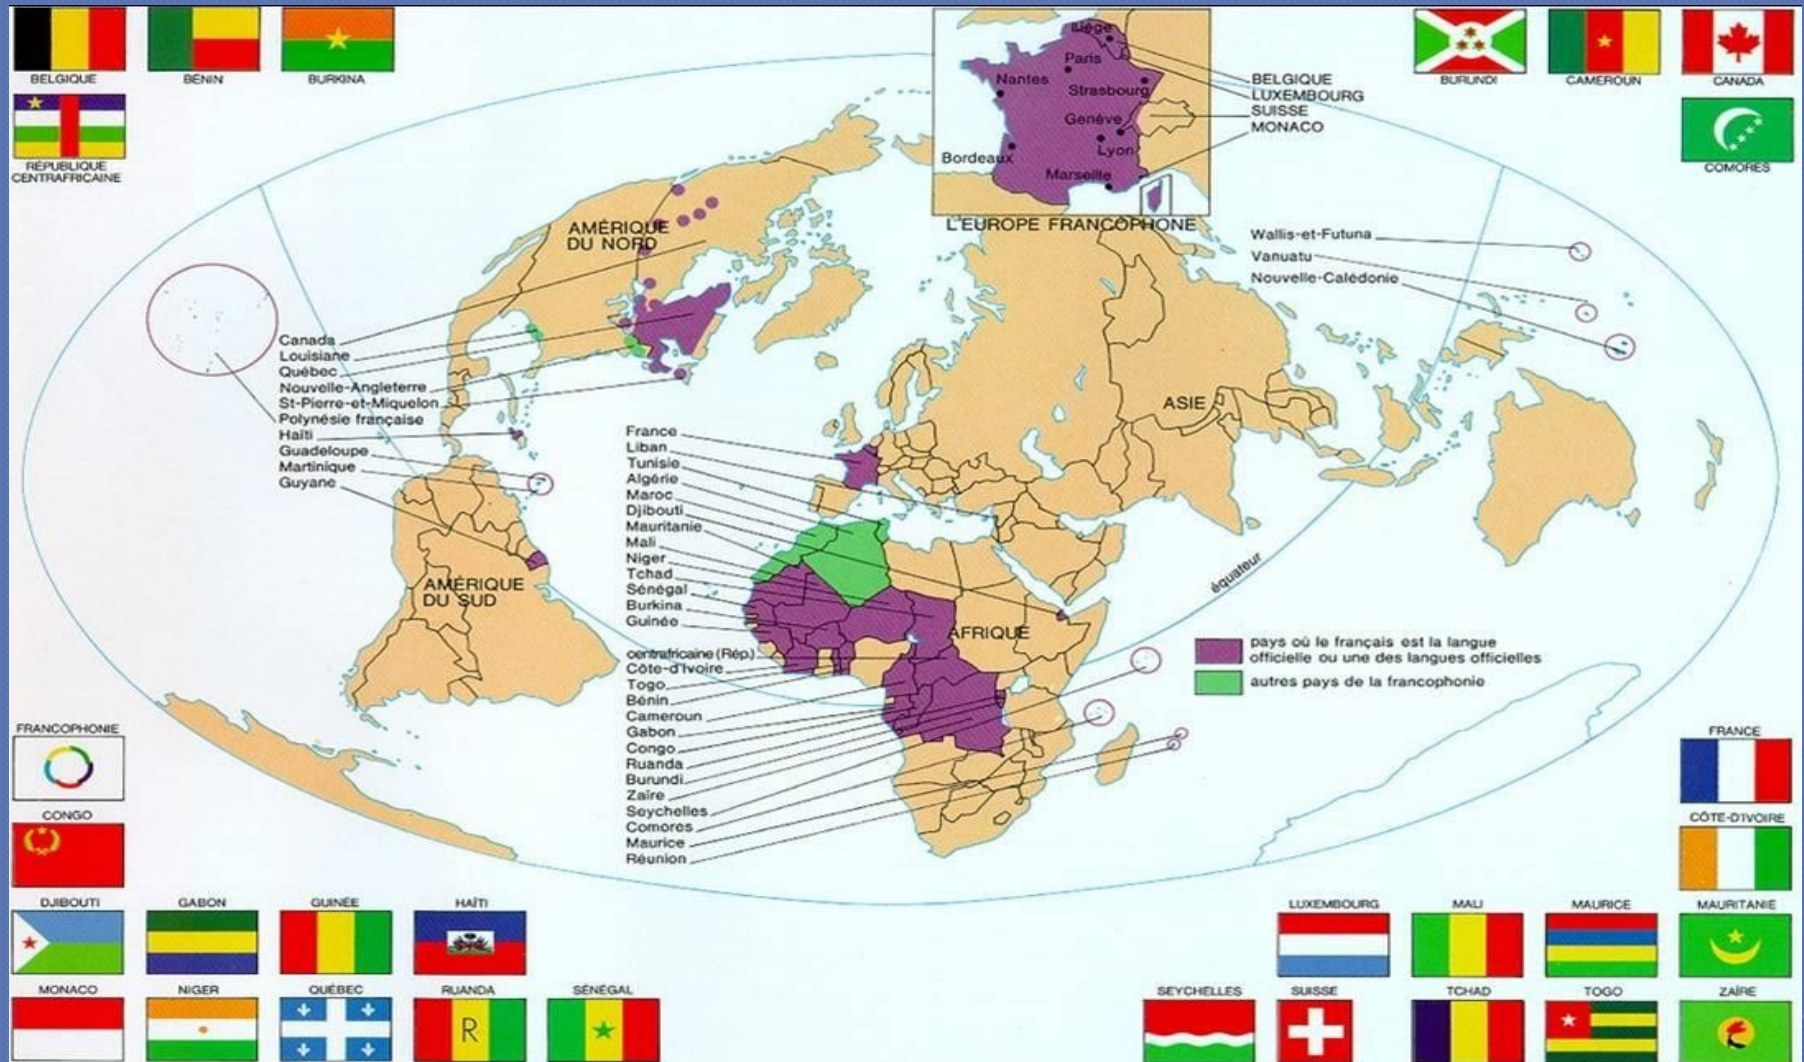 BELGIQUE
BÉNIN
BURKINA
RÉPUBLIQUE
CENTRAFRICAINE
BURUNDI
CAMEROUN
CANADA
COMORES
Liège
Paris
Nantes
Strasbourg
Genève
Lyon
Bordeaux
Marseille
BELGIQUE
LUXEMBOURG
SUISSE
MONACO
L'EUROPE FRANCOPHONE
AMÉRIQUE
DU NORD
Wallis-et-Futuna
Vanuatu
Nouvelle-Calédonie
Canada
Louisiane
Québec
Nouvelle-Angleterre
St-Pierre-et-Miquelon
Polynésie française
Haïti
Guadeloupe
Martinique
Guyane
ASIE
France
Liban
Tunisie
Algérie
Maroc
Djibouti
Mauritanie
Mali
Niger
Tchad
Sénégal
Burkina
Guinée
centrafricaine (Rép.)
Côte-d'Ivoire
Togo
Bénin
Cameroun
Gabon
Congo
Ruanda
Burundi
Zaïre
Seychelles
Comores
Maurice
Réunion
AMÉRIQUE
DU SUD
AFRIQUE
équateur
pays où le français est la langue
officielle ou une des langues officielles
autres pays de la francophonie
FRANCOPHONIE
CONGO
FRANCE
CÔTE-D'IVOIRE
DJIBOUTI
GABON
GUINÉE
HAÏTI
LUXEMBOURG
MALI
MAURICE
MAURITANIE
MONACO
NIGER
QUÉBEC
RUANDA
R
SÉNÉGAL
SEYCHELLES
SUISSE
TCHAD
TOGO
ZAÏRE